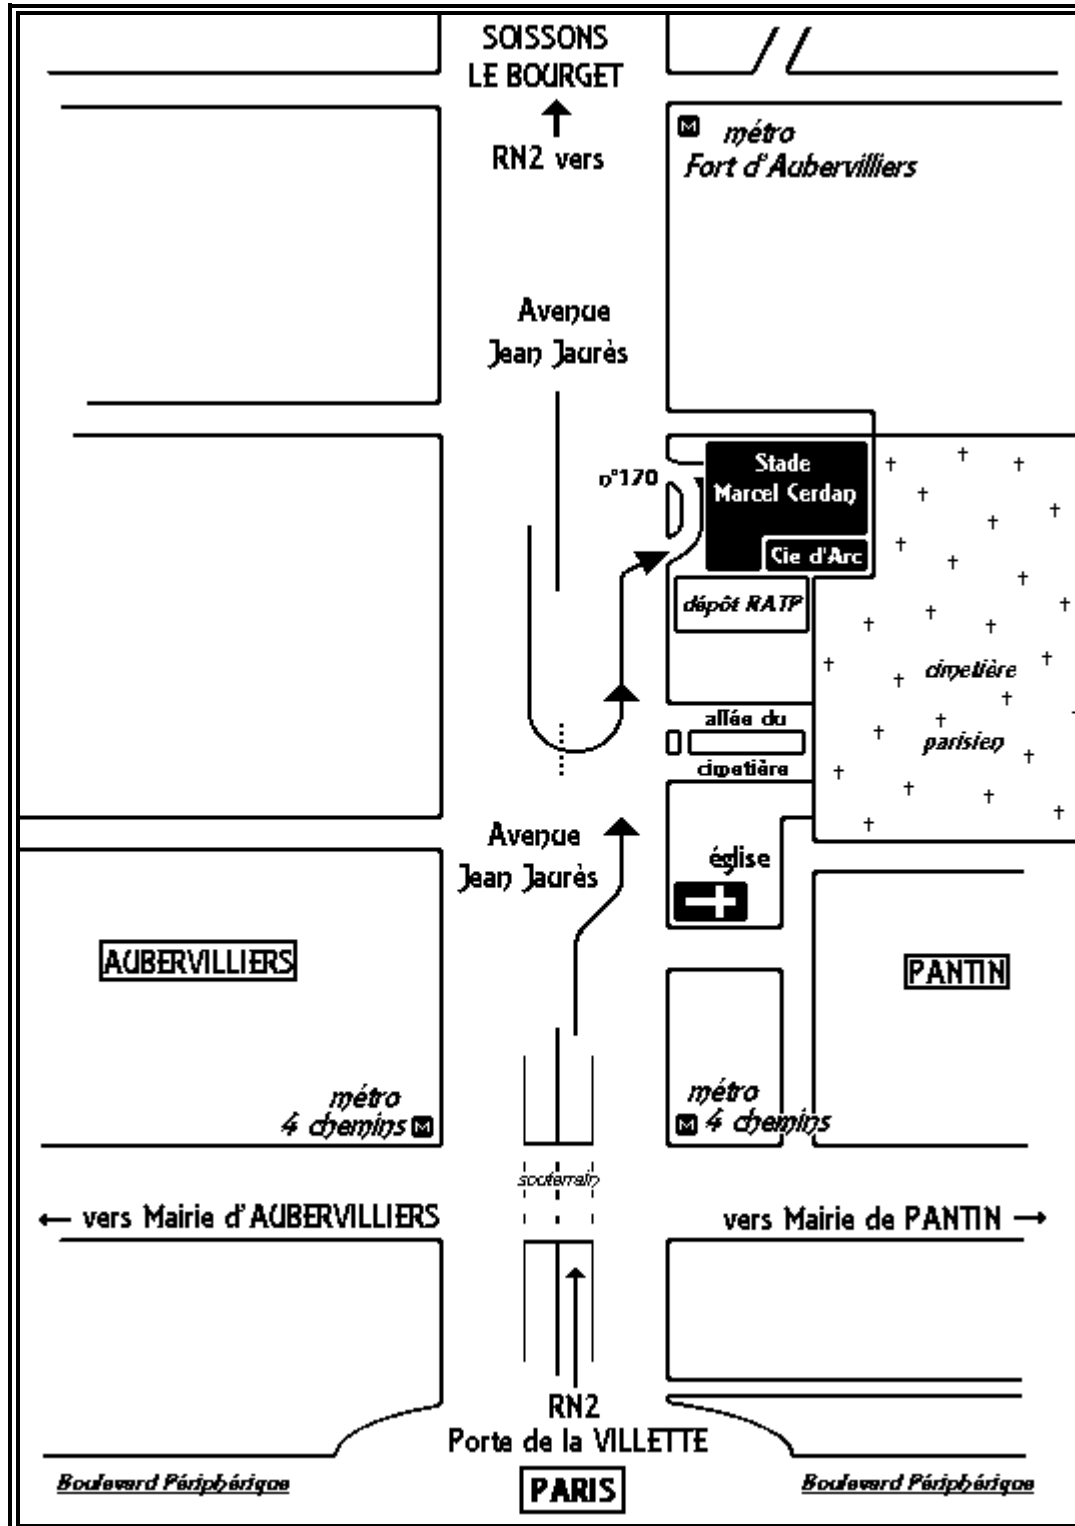 SOISSONS
LE BOURGET
RN2 vers
M métro
Fort d'Aubervilliers
Avenue
Jean Jaurès
n°170
Stade
Marcel Cerdan
Cie d'Arc
dépôt RATP
cimetière
parisien
allée du
cimetière
Avenue
Jean Jaurès
église
AUBERVILLIERS
PANTIN
métro
4 chemins M
métro
M 4 chemins
souterrain
← vers Mairie d'AUBERVILLIERS
vers Mairie de PANTIN →
RN2
Porte de la VILLETTE
Boulevard Périphérique
PARIS
Boulevard Périphérique